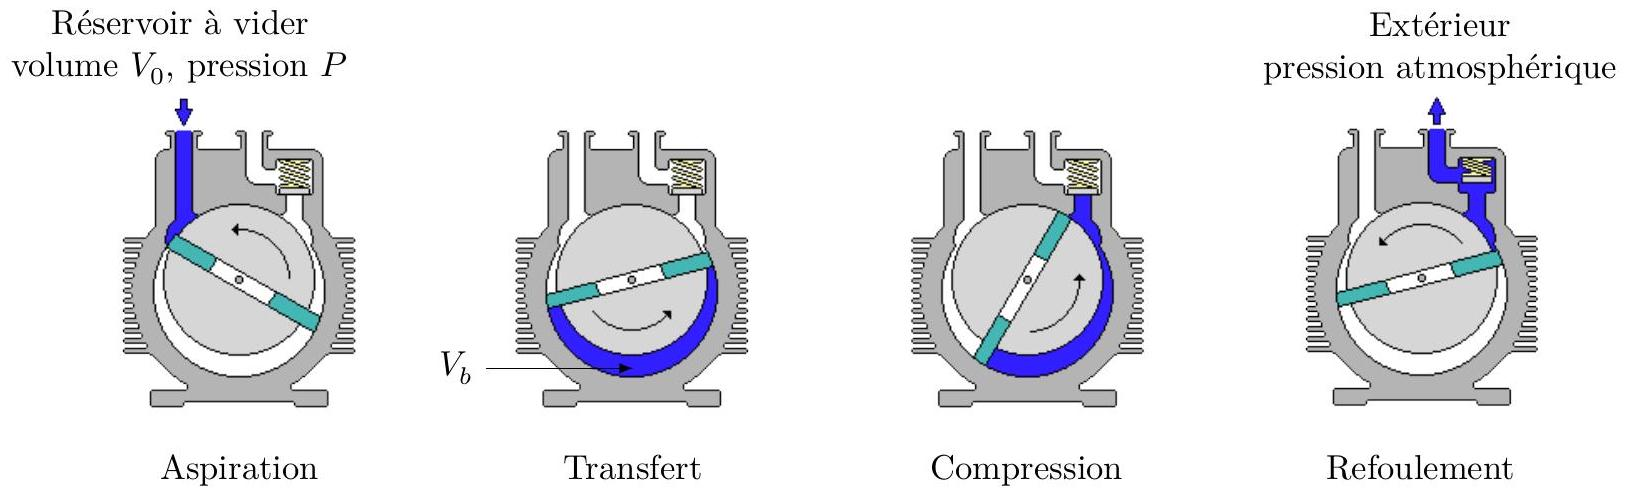 Réservoir à vider
volume V₀, pression P
Extérieur
pression atmosphérique
V_b
Aspiration
Transfert
Compression
Refoulement